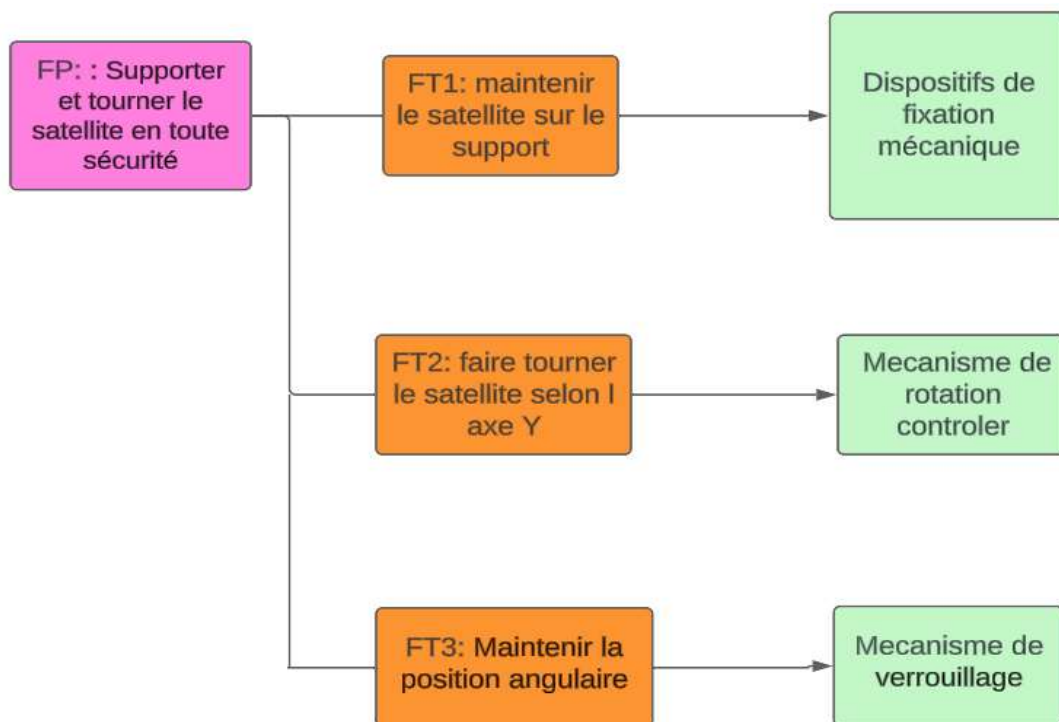 FP: : Supporter
et tourner le
satellite en toute
sécurité
FT1: maintenir
le satellite sur le
support
Dispositifs de
fixation
mécanique
FT2: faire tourner
le satellite selon l
axe Y
Mecanisme de
rotation
controler
FT3: Maintenir la
position angulaire
Mecanisme de
verrouillage